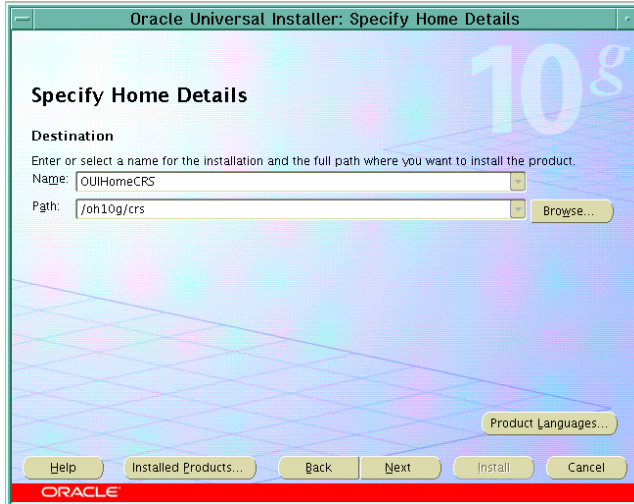 Oracle Universal Installer: Specify Home Details
10g
Specify Home Details
Destination
Enter or select a name for the installation and the full path where you want to install the product.
Name: OUIHomeCRS
Path: /oh10g/crs Browse...
Product Languages...
Help Installed Products... Back Next Install Cancel
ORACLE